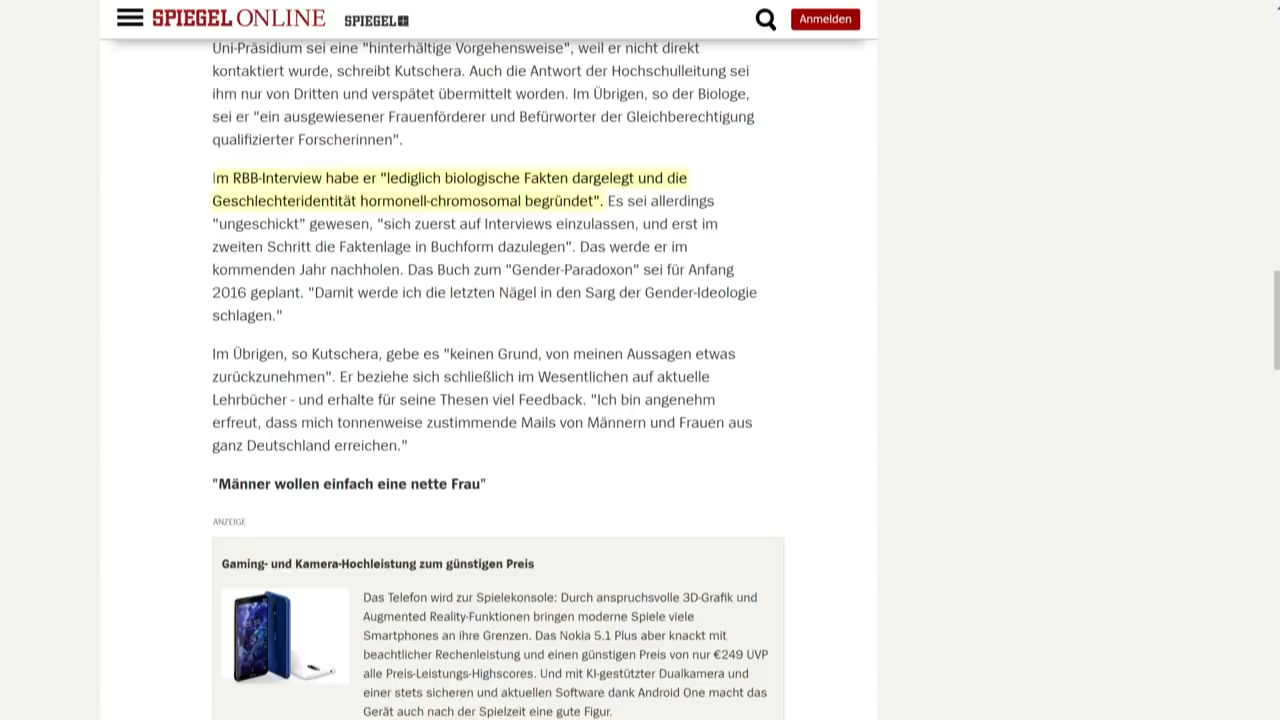 SPIEGEL ONLINE SPIEGEL+
Anmelden
Uni-Präsidium sei eine "hinterhältige Vorgehensweise", weil er nicht direkt
kontaktiert wurde, schreibt Kutschera. Auch die Antwort der Hochschulleitung sei
ihm nur von Dritten und verspätet übermittelt worden. Im Übrigen, so der Biologe,
sei er "ein ausgewiesener Frauenförderer und Befürworter der Gleichberechtigung
qualifizierter Forscherinnen".
Im RBB-Interview habe er "lediglich biologische Fakten dargelegt und die
Geschlechteridentität hormonell-chromosomal begründet". Es sei allerdings
"ungeschickt" gewesen, "sich zuerst auf Interviews einzulassen, und erst im
zweiten Schritt die Faktenlage in Buchform dazulegen". Das werde er im
kommenden Jahr nachholen. Das Buch zum "Gender-Paradoxon" sei für Anfang
2016 geplant. "Damit werde ich die letzten Nägel in den Sarg der Gender-Ideologie
schlagen."
Im Übrigen, so Kutschera, gebe es "keinen Grund, von meinen Aussagen etwas
zurückzunehmen". Er beziehe sich schließlich im Wesentlichen auf aktuelle
Lehrbücher - und erhalte für seine Thesen viel Feedback. "Ich bin angenehm
erfreut, dass mich tonnenweise zustimmende Mails von Männern und Frauen aus
ganz Deutschland erreichen."
"Männer wollen einfach eine nette Frau"
ANZEIGE
Gaming- und Kamera-Hochleistung zum günstigen Preis
Das Telefon wird zur Spielekonsole: Durch anspruchsvolle 3D-Grafik und
Augmented Reality-Funktionen bringen moderne Spiele viele
Smartphones an ihre Grenzen. Das Nokia 5.1 Plus aber knackt mit
beachtlicher Rechenleistung und einen günstigen Preis von nur €249 UVP
alle Preis-Leistungs-Highscores. Und mit KI-gestützter Dualkamera und
einer stets sicheren und aktuellen Software dank Android One macht das
Gerät auch nach der Spielzeit eine gute Figur.